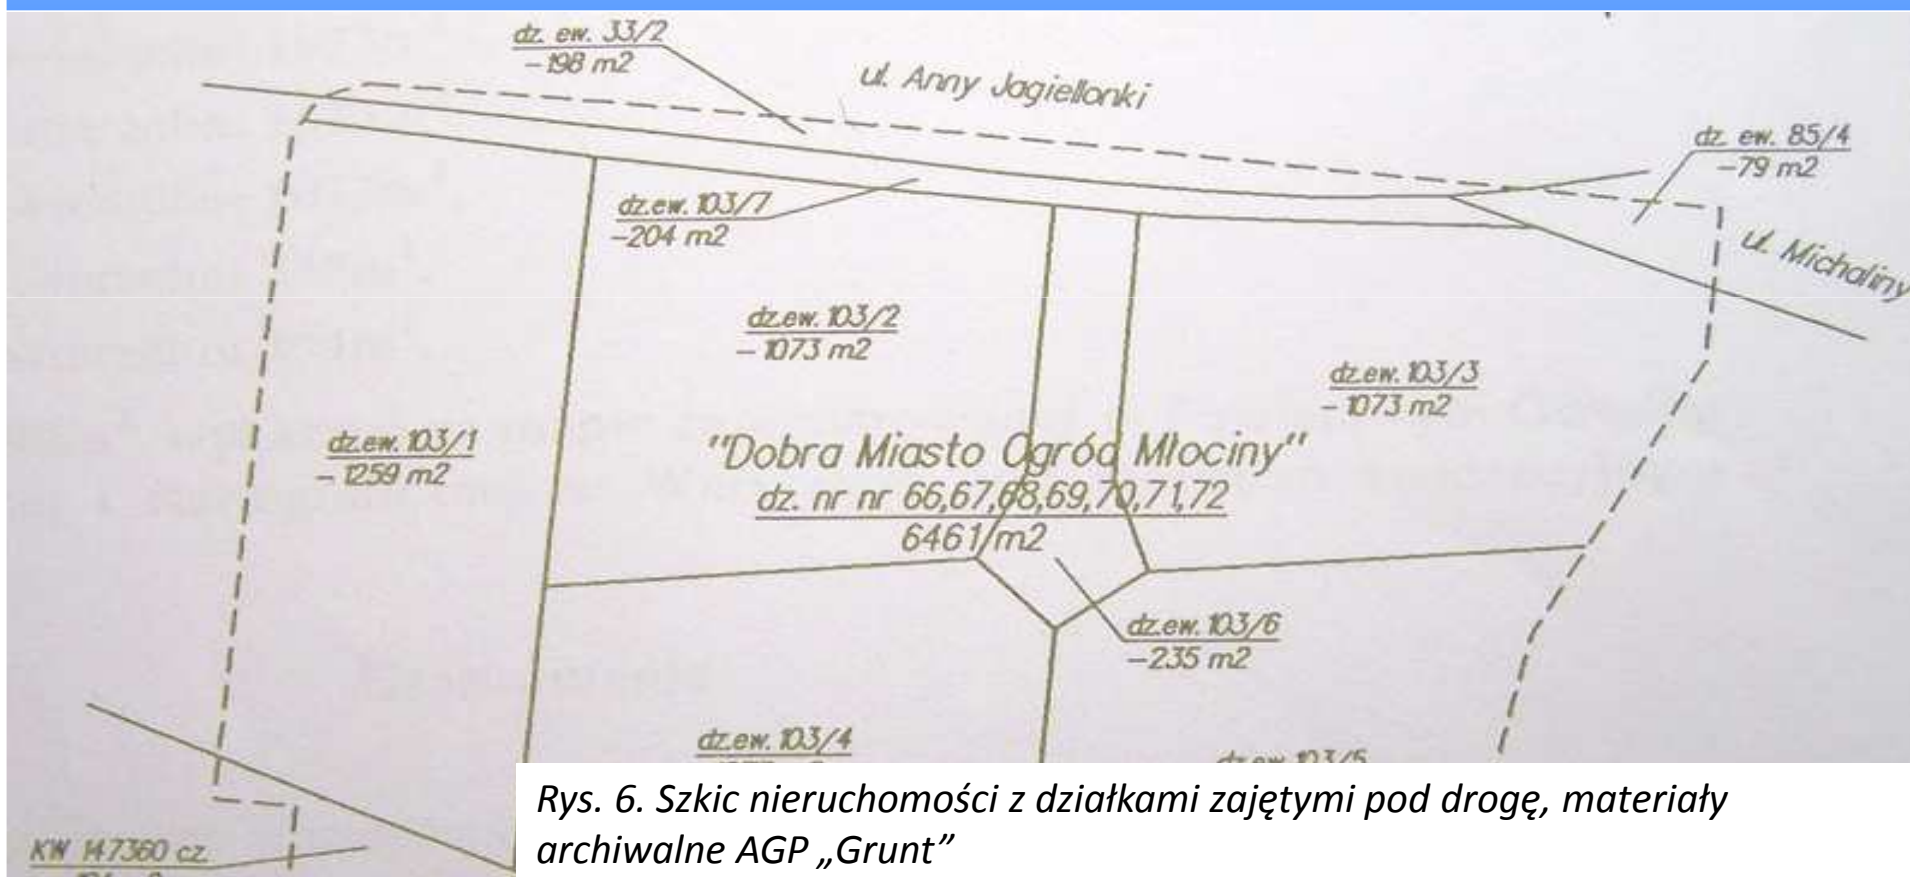 dz. ew. 33/2
-198 m2
ul. Anny Jagiellonki
dz. ew. 85/4
-79 m2
dz.ew. 103/7
-204 m2
ul. Michaliny
dz.ew. 103/2
- 1073 m2
dz.ew. 103/3
- 1073 m2
dz.ew. 103/1
- 1259 m2
"Dobra Miasto Ogród Młociny"
dz. nr nr 66,67,68,69,70,71,72
6461 m2
dz.ew. 103/6
-235 m2
dz.ew. 103/4
dz.ew. 103/5
KW 147360 cz.
Rys. 6. Szkic nieruchomości z działkami zajętymi pod drogę, materiały
archiwalne AGP „Grunt”